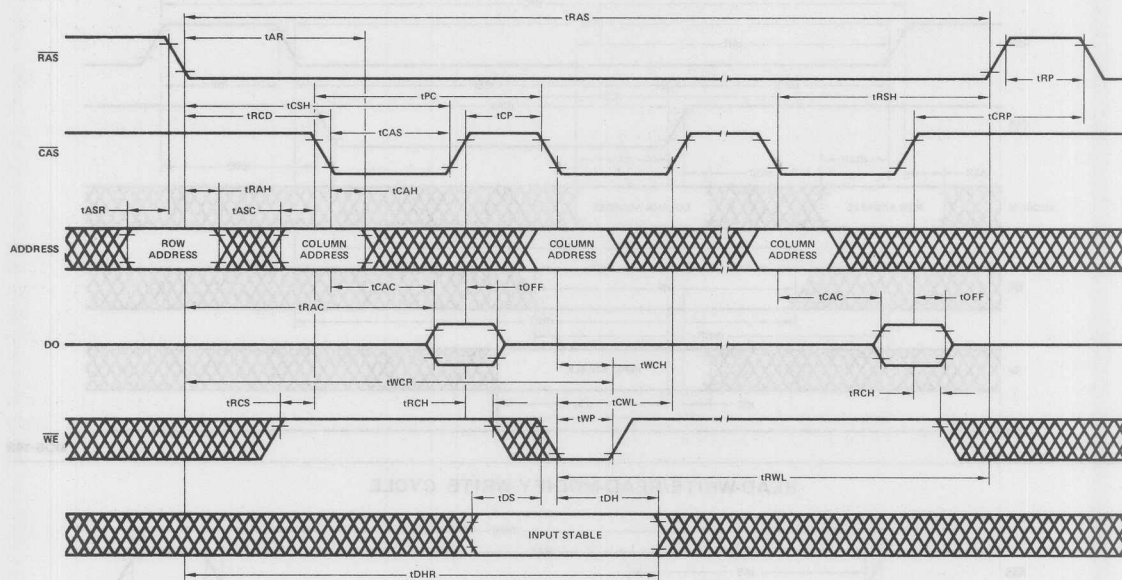 tRAS
tAR
RAS
tRP
tPC
tCSH
tRSH
tRCD
tCP
tCRP
tCAS
CAS
tRAH
tCAH
tASR
tASC
ADDRESS
ROW ADDRESS
COLUMN ADDRESS
COLUMN ADDRESS
COLUMN ADDRESS
tCAC
tOFF
tCAC
tOFF
tRAC
DO
tWCH
tWCR
tRCS
tRCH
tCWL
tRCH
tWP
WE
tRWL
READ-WRITE/READ-MODIFY-WRITE CYCLE
tDS
tDH
INPUT STABLE
tDHR